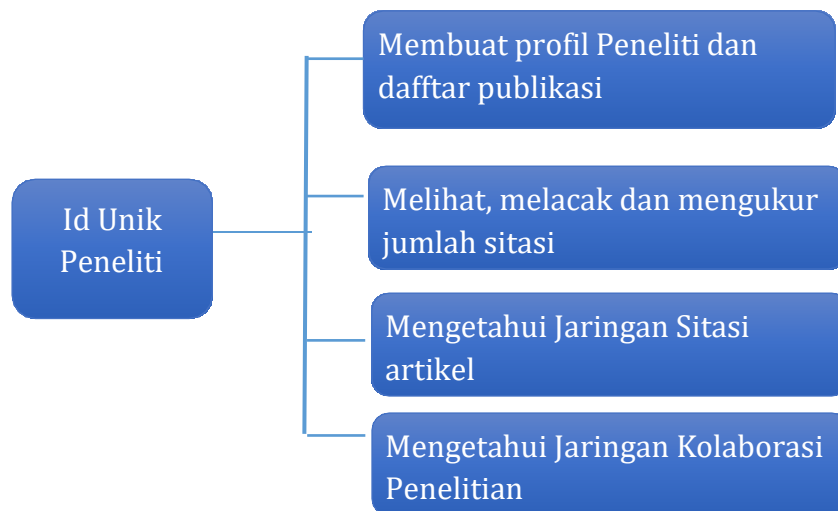 Membuat profil Peneliti dan
dafftar publikasi
Id Unik
Peneliti
Melihat, melacak dan mengukur
jumlah sitasi
Mengetahui Jaringan Sitasi
artikel
Mengetahui Jaringan Kolaborasi
Penelitian